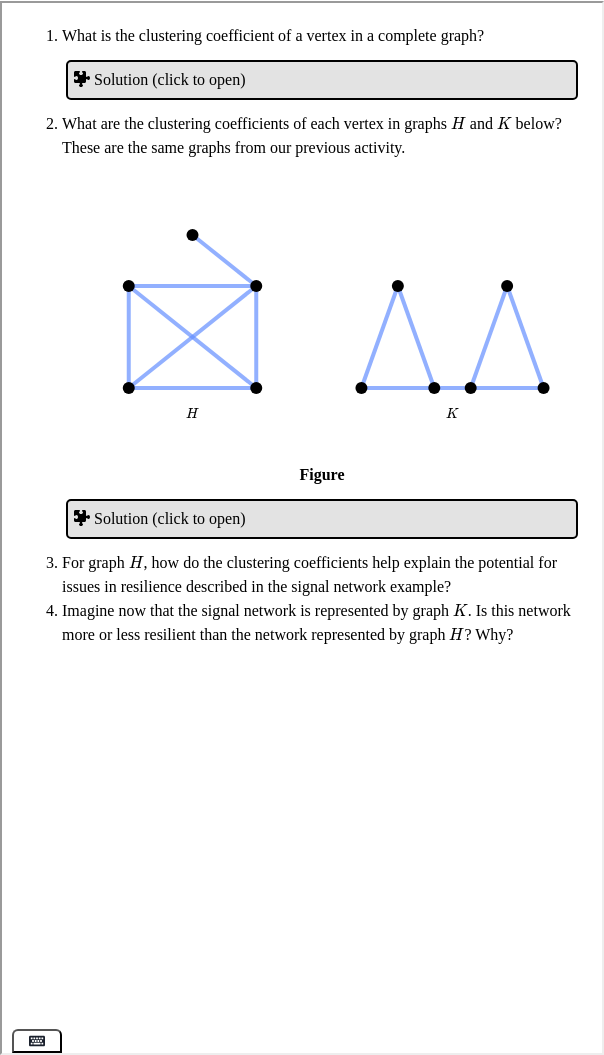 1. What is the clustering coefficient of a vertex in a complete graph?
Solution (click to open)
2. What are the clustering coefficients of each vertex in graphs H and K below?
These are the same graphs from our previous activity.
H
K
Figure
Solution (click to open)
3. For graph H, how do the clustering coefficients help explain the potential for
issues in resilience described in the signal network example?
4. Imagine now that the signal network is represented by graph K. Is this network
more or less resilient than the network represented by graph H? Why?